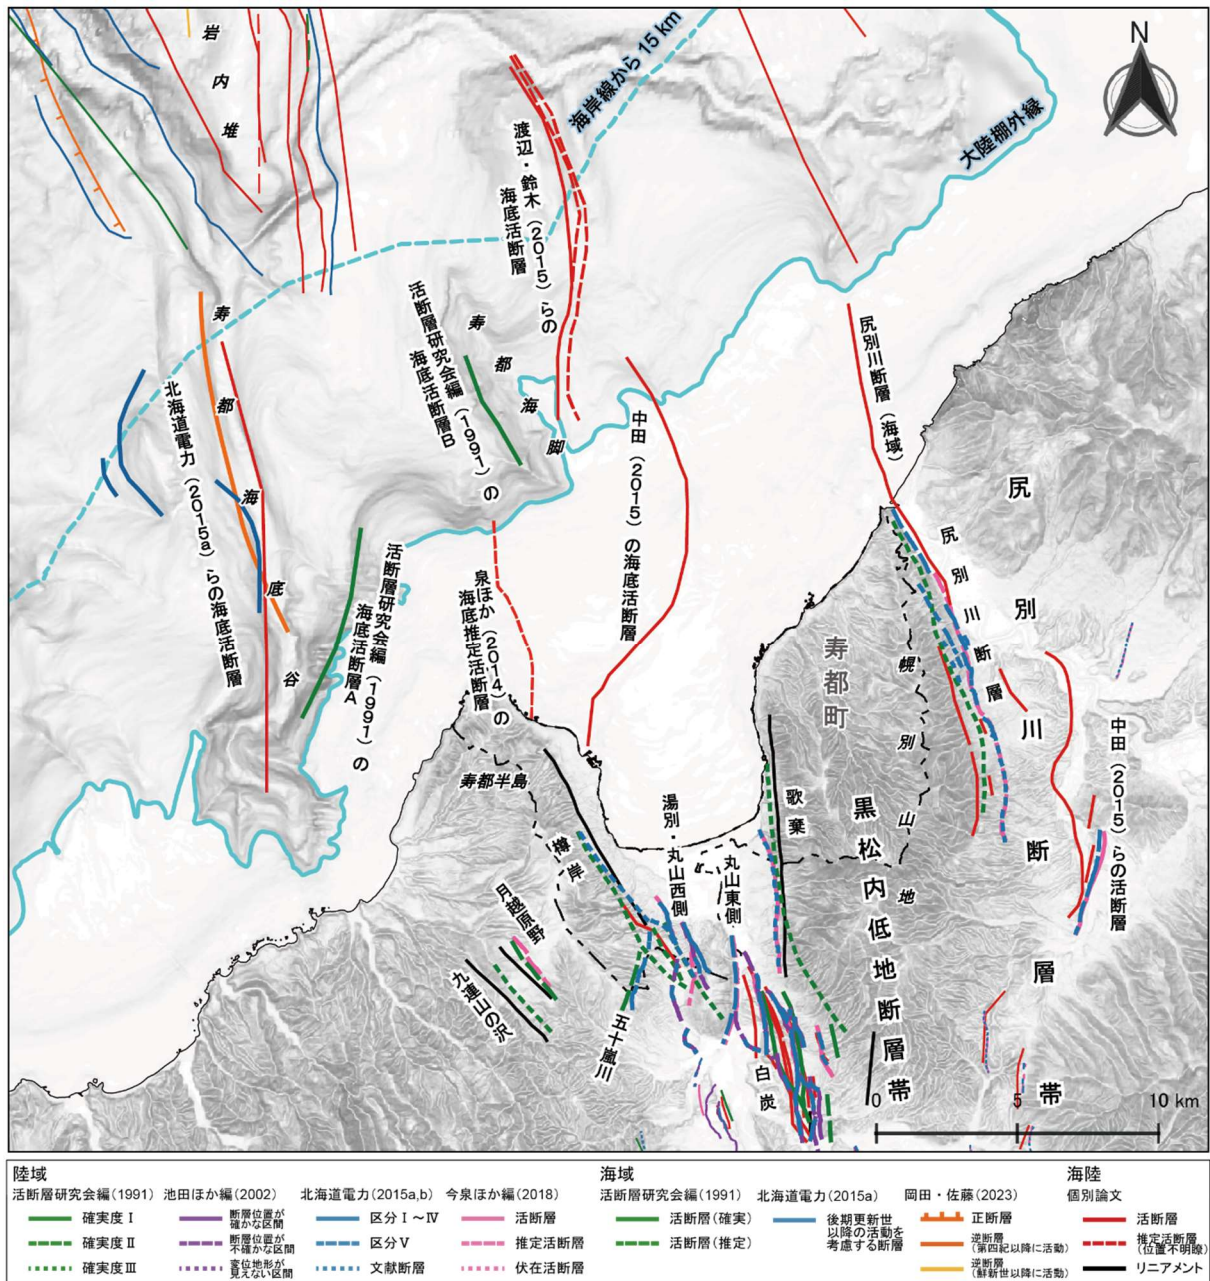 N
岩内堆
海岸線から 15 km
大陸棚外縁
渡辺・鈴木（2015）らの
海底活断層
活断層研究会編（1991）の
海底活断層B
寿都海脚
尻別川断層（海域）
北海道電力（2015a）らの海底活断層
寿都海底谷
中田（2015）の海底活断層
活断層研究会編（1991）の
海底活断層A
泉ほか（2014）の
海底推定活断層
尻別川断層
尻別川断層帯
寿都町
幌別山地
中田（2015）らの活断層
寿都半島
歌棄
黒松内低地断層帯
湯別・丸山西側
丸山東側
樽岸
月越原野
九連山の沢
五十嵐川
白炭
0
5
10 km
陸域
活断層研究会編(1991)
確実度Ⅰ
確実度Ⅱ
確実度Ⅲ
池田ほか編(2002)
断層位置が
確かな区間
断層位置が
不確かな区間
変位地形が
見えない区間
北海道電力(2015a,b)
区分Ⅰ～Ⅳ
区分Ⅴ
文献断層
今泉ほか編(2018)
活断層
推定活断層
伏在活断層
海域
活断層研究会編(1991)
活断層(確実)
活断層(推定)
北海道電力(2015a)
後期更新世
以降の活動を
考慮する断層
岡田・佐藤(2023)
正断層
逆断層
(第四紀以降に活動)
逆断層
(鮮新世以降に活動)
海陸
個別論文
活断層
推定活断層
(位置不明瞭)
リニアメント